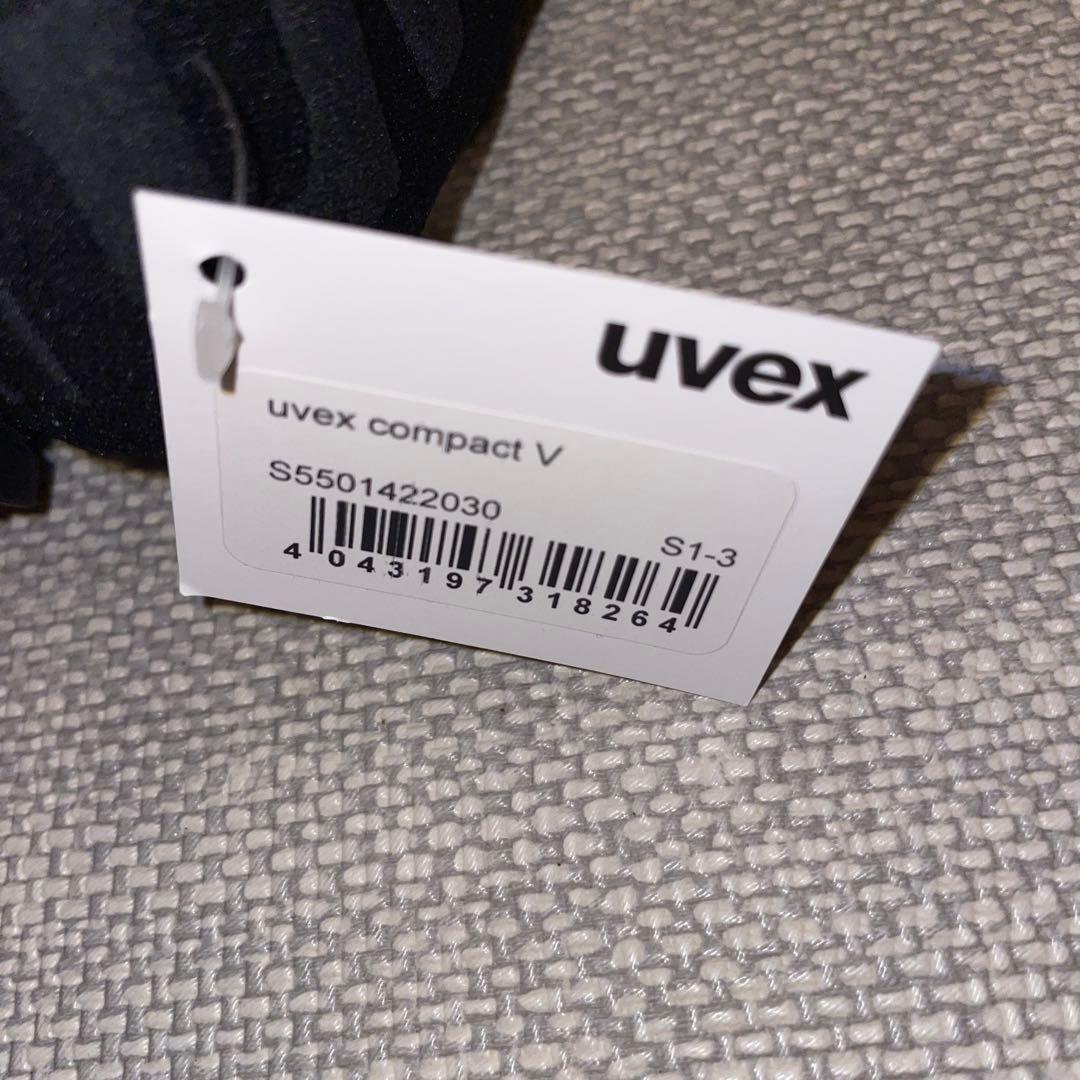 uvex
uvex compact V
S5501422030
S1-3
4 043197 318264